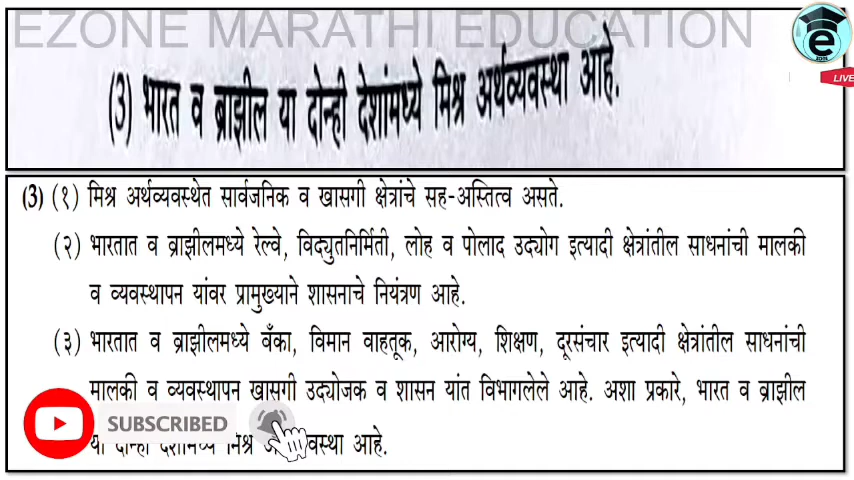 EZONE MARATHI EDUCATION
e
EZONE
LIVE
(3) भारत व ब्राझील या दोन्ही देशांमध्ये मिश्र अर्थव्यवस्था आहे.
(3) (१) मिश्र अर्थव्यवस्थेत सार्वजनिक व खासगी क्षेत्रांचे सह-अस्तित्व असते.
(२) भारतात व ब्राझीलमध्ये रेल्वे, विद्युतनिर्मिती, लोह व पोलाद उद्योग इत्यादी क्षेत्रांतील साधनांची मालकी
व व्यवस्थापन यांवर प्रामुख्याने शासनाचे नियंत्रण आहे.
(३) भारतात व ब्राझीलमध्ये बँका, विमान वाहतूक, आरोग्य, शिक्षण, दूरसंचार इत्यादी क्षेत्रांतील साधनांची
मालकी व व्यवस्थापन खासगी उद्योजक व शासन यांत विभागलेले आहे. अशा प्रकारे, भारत व ब्राझील
SUBSCRIBED
या दोन्ही देशांमध्ये मिश्र आहे.